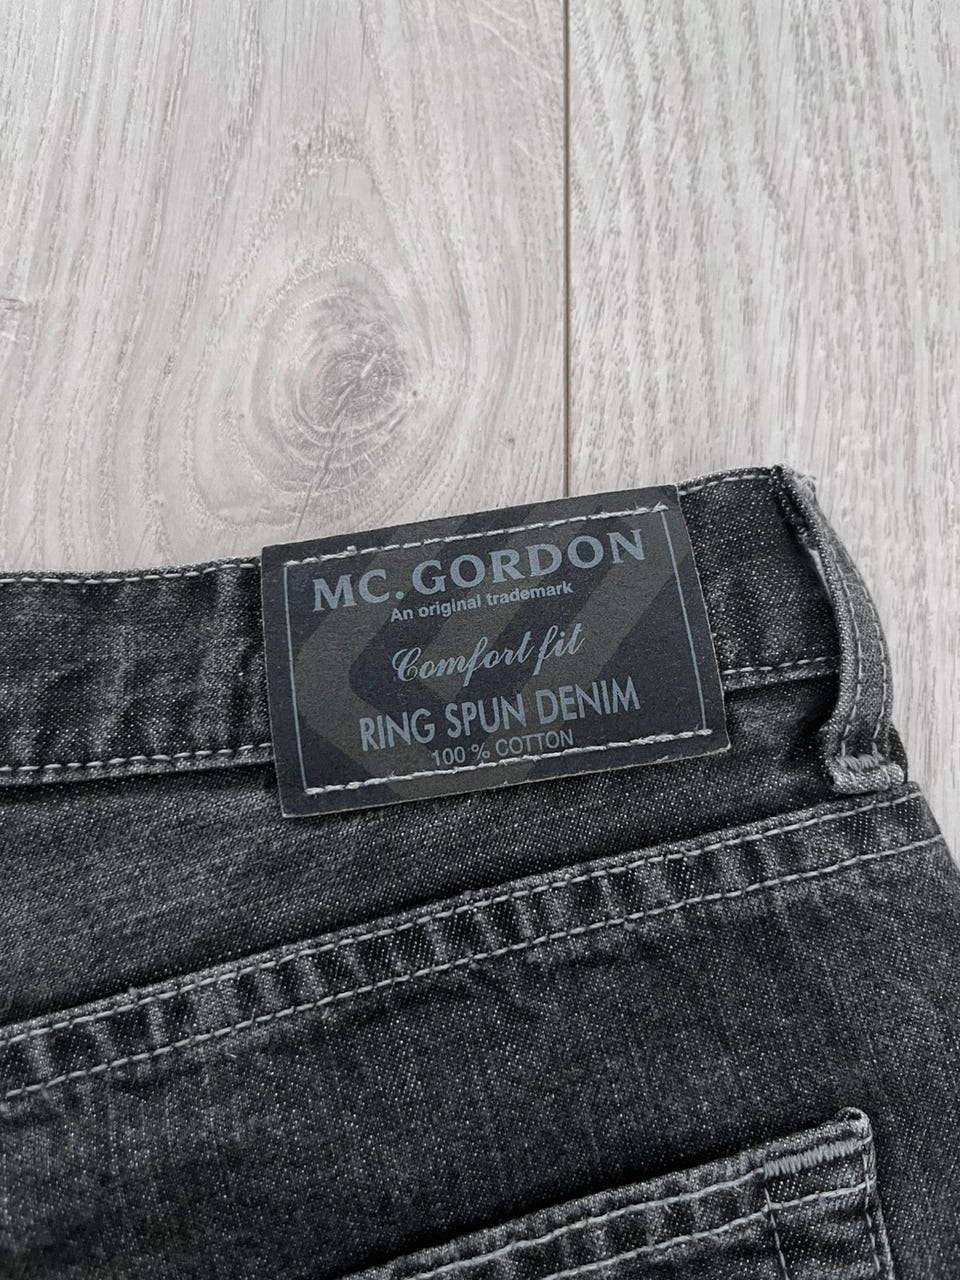 MC. GORDON
An original trademark
Comfort fit
RING SPUN DENIM
100 % COTTON